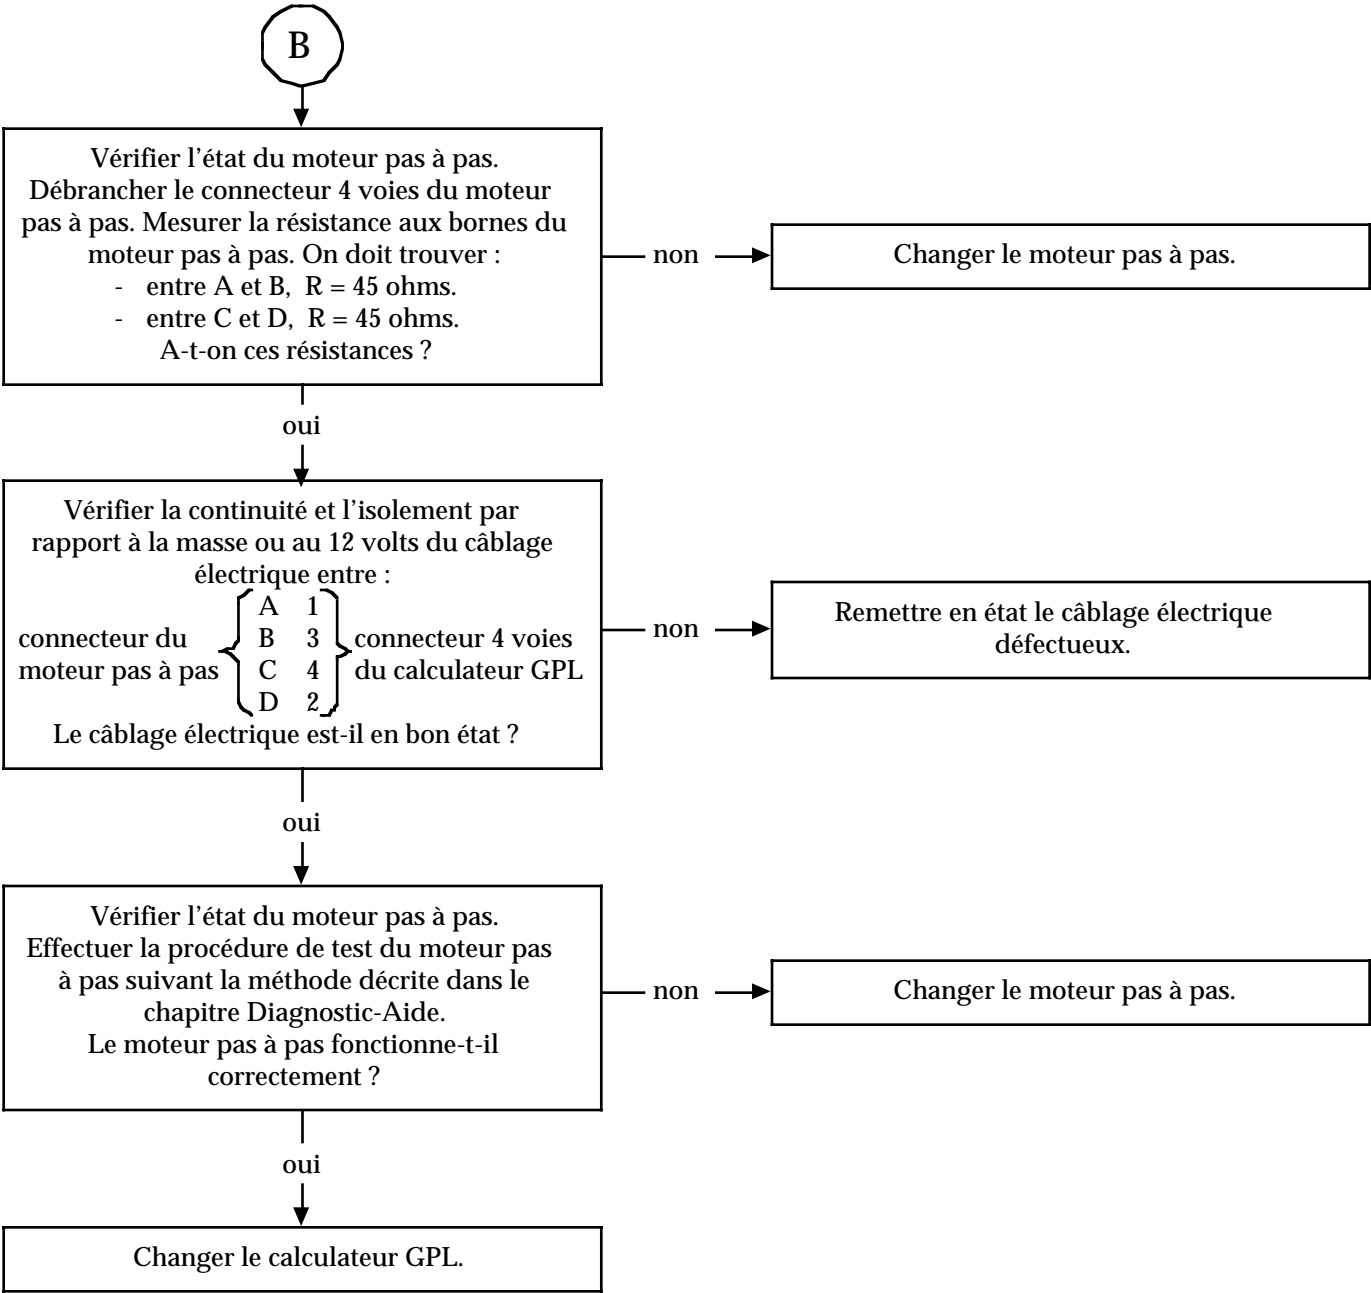 B
Vérifier l'état du moteur pas à pas.
Débrancher le connecteur 4 voies du moteur
pas à pas. Mesurer la résistance aux bornes du
moteur pas à pas. On doit trouver :
- entre A et B, R = 45 ohms.
- entre C et D, R = 45 ohms.
A-t-on ces résistances ?
non
Changer le moteur pas à pas.
oui
Vérifier la continuité et l'isolement par
rapport à la masse ou au 12 volts du câblage
électrique entre :
A 1
connecteur du B 3 connecteur 4 voies
moteur pas à pas C 4 du calculateur GPL
D 2
Le câblage électrique est-il en bon état ?
non
Remettre en état le câblage électrique
défectueux.
oui
Vérifier l'état du moteur pas à pas.
Effectuer la procédure de test du moteur pas
à pas suivant la méthode décrite dans le
chapitre Diagnostic-Aide.
Le moteur pas à pas fonctionne-t-il
correctement ?
non
Changer le moteur pas à pas.
oui
Changer le calculateur GPL.